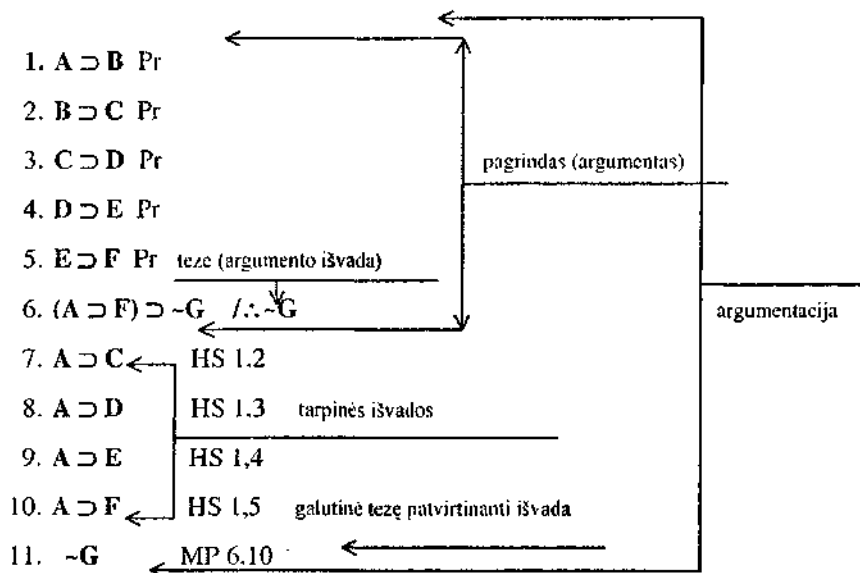 1. A ⊃ B Pr
2. B ⊃ C Pr
3. C ⊃ D Pr
pagrindas (argumentas)
4. D ⊃ E Pr
5. E ⊃ F Pr tezė (argumento išvada)
6. (A ⊃ F) ⊃ ~G /∴ ~G
argumentacija
7. A ⊃ C HS 1.2
8. A ⊃ D HS 1.3 tarpinės išvados
9. A ⊃ E HS 1,4
10. A ⊃ F HS 1,5 galutinė tezę patvirtinanti išvada
11. ~G MP 6.10